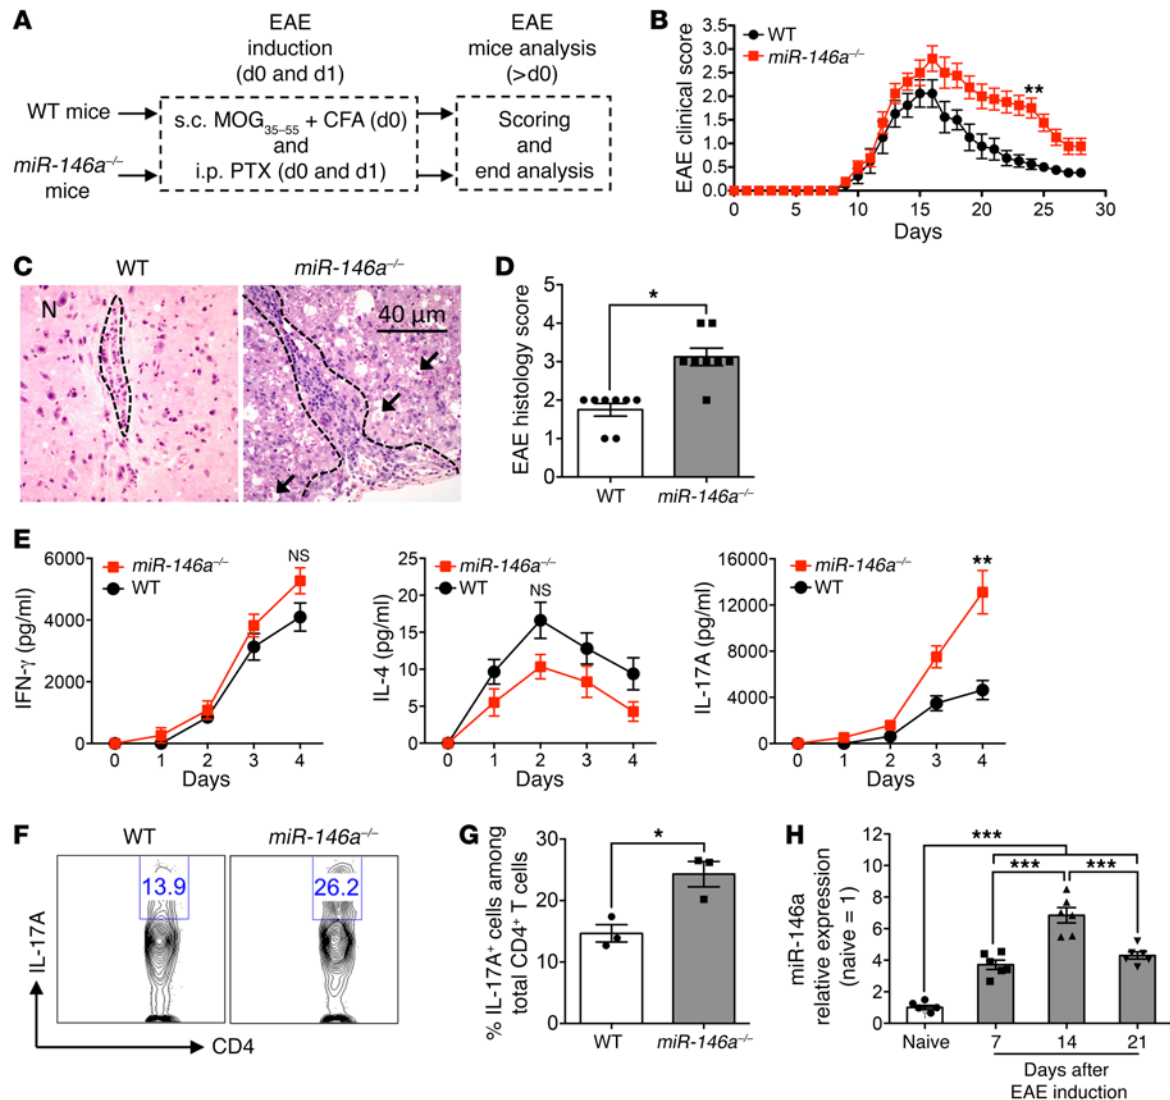 A
EAE
induction
(d0 and d1)
EAE
mice analysis
(>d0)
WT mice
miR-146a–/–
mice
s.c. MOG35–55 + CFA (d0)
and
i.p. PTX (d0 and d1)
Scoring
and
end analysis
B
EAE clinical score
3.5
3.0
2.5
2.0
1.5
1.0
0.5
0.0
WT
miR-146a–/–
**
0 5 10 15 20 25 30
Days
C
WT
miR-146a–/–
N
40 µm
D
EAE histology score
5
4
3
2
1
0
*
WT miR-146a–/–
E
IFN-γ (pg/ml)
6000
4000
2000
0
miR-146a–/–
WT
NS
0 1 2 3 4
Days
IL-4 (pg/ml)
25
20
15
10
5
0
miR-146a–/–
WT
NS
0 1 2 3 4
Days
IL-17A (pg/ml)
16000
12000
8000
4000
0
miR-146a–/–
WT
**
0 1 2 3 4
Days
F
WT
miR-146a–/–
13.9
26.2
IL-17A
CD4
G
% IL-17A+ cells among
total CD4+ T cells
30
20
10
0
*
WT miR-146a–/–
H
miR-146a
relative expression
(naive = 1)
12
10
8
6
4
2
0
***
*** ***
Naive 7 14 21
Days after
EAE induction